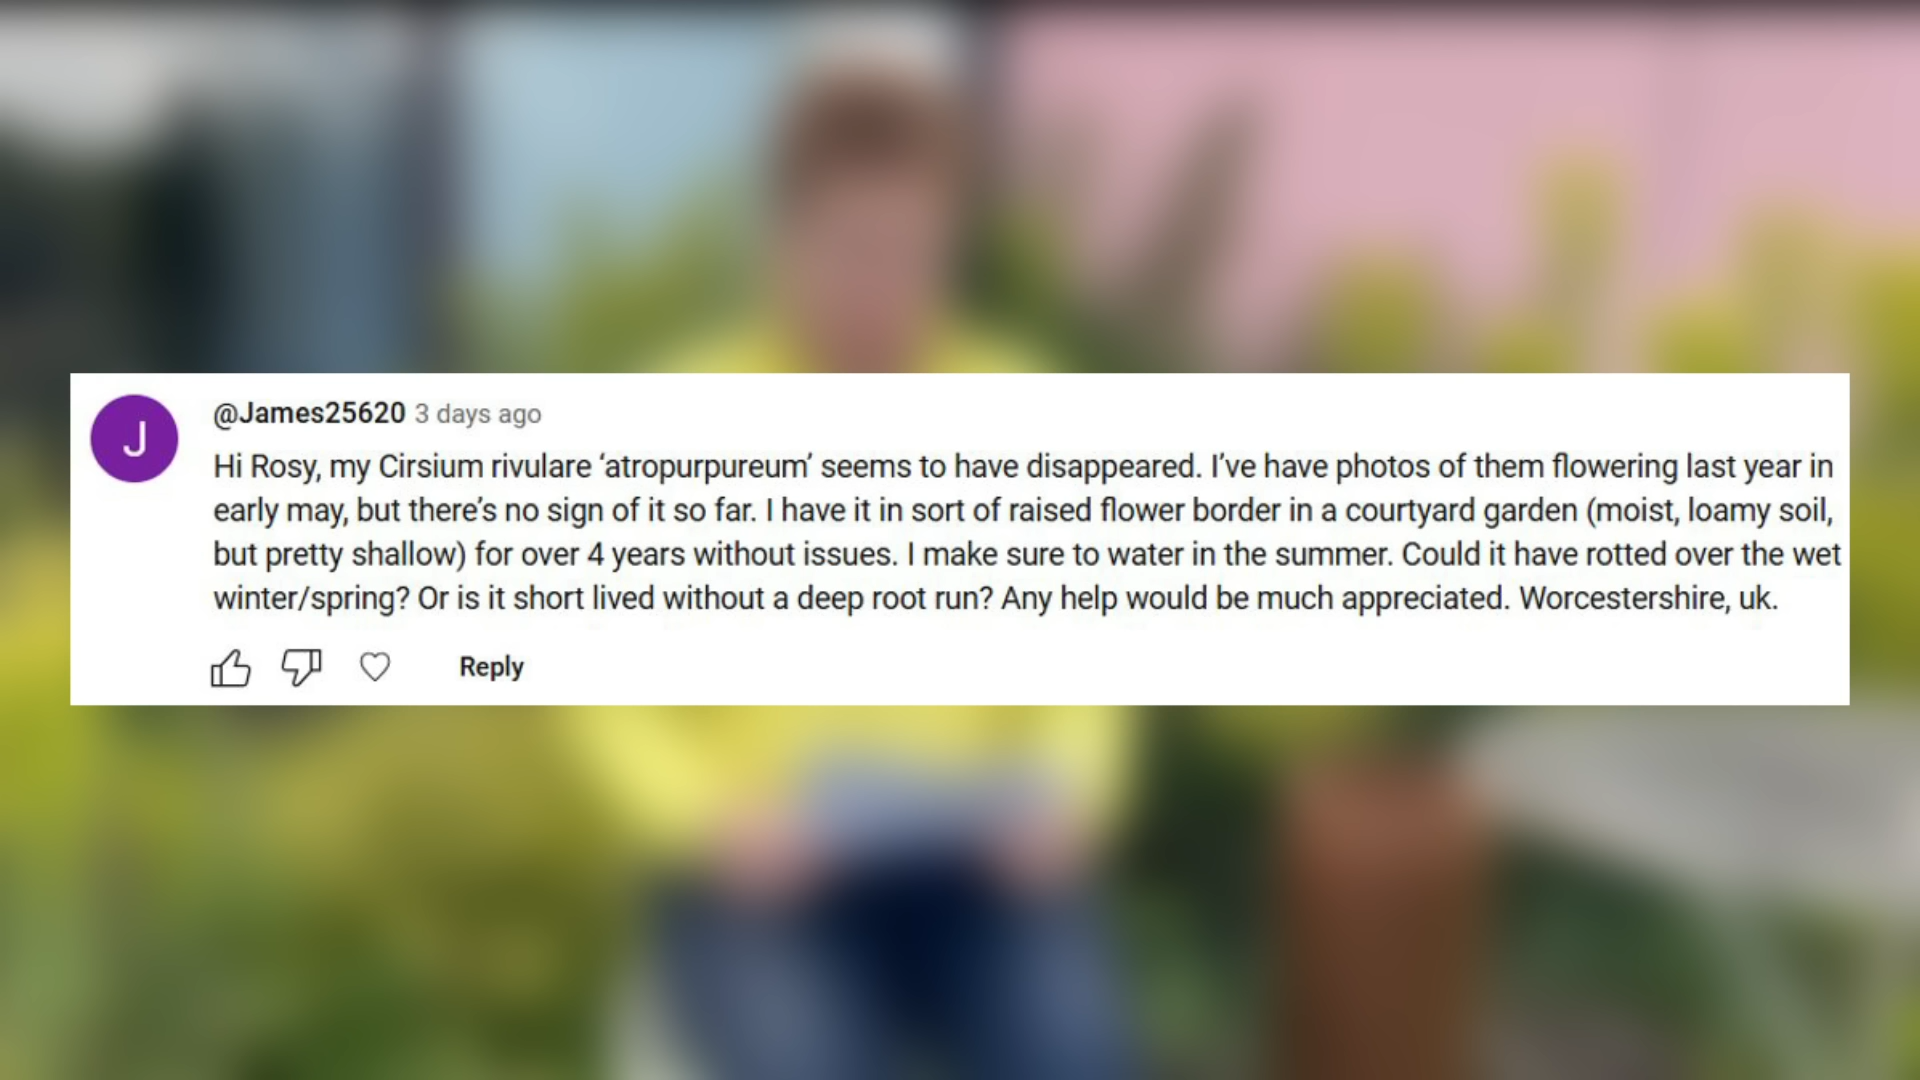 J
@James25620 3 days ago
Hi Rosy, my Cirsium rivulare ‘atropurpureum’ seems to have disappeared. I’ve have photos of them flowering last year in
early may, but there’s no sign of it so far. I have it in sort of raised flower border in a courtyard garden (moist, loamy soil,
but pretty shallow) for over 4 years without issues. I make sure to water in the summer. Could it have rotted over the wet
winter/spring? Or is it short lived without a deep root run? Any help would be much appreciated. Worcestershire, uk.
Reply